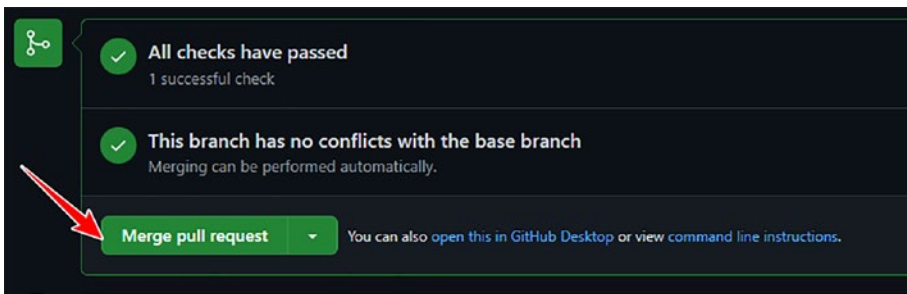 All checks have passed
1 successful check
This branch has no conflicts with the base branch
Merging can be performed automatically.
Merge pull request
You can also open this in GitHub Desktop or view command line instructions.